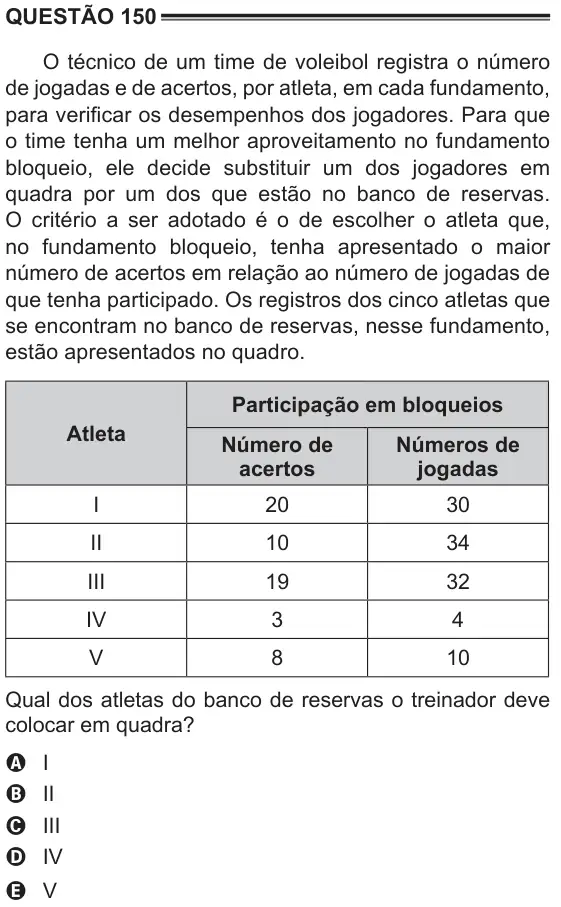 QUESTÃO 150
O técnico de um time de voleibol registra o número
de jogadas e de acertos, por atleta, em cada fundamento,
para verificar os desempenhos dos jogadores. Para que
o time tenha um melhor aproveitamento no fundamento
bloqueio, ele decide substituir um dos jogadores em
quadra por um dos que estão no banco de reservas.
O critério a ser adotado é o de escolher o atleta que,
no fundamento bloqueio, tenha apresentado o maior
número de acertos em relação ao número de jogadas de
que tenha participado. Os registros dos cinco atletas que
se encontram no banco de reservas, nesse fundamento,
estão apresentados no quadro.
Atleta
Participação em bloqueios
Número de
acertos
Números de
jogadas
I 20 30
II 10 34
III 19 32
IV 3 4
V 8 10
Qual dos atletas do banco de reservas o treinador deve
colocar em quadra?
A I
B II
C III
D IV
E V